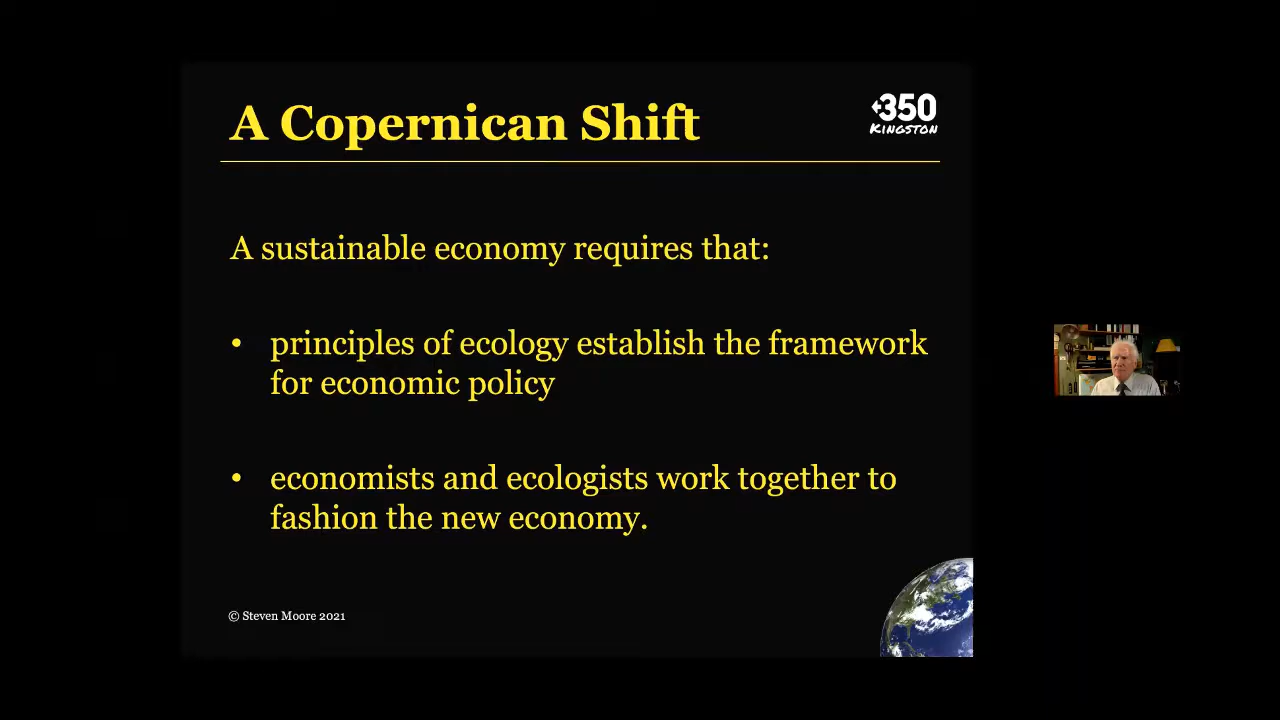 A Copernican Shift
350
KINGSTON
A sustainable economy requires that:
• principles of ecology establish the framework
for economic policy
• economists and ecologists work together to
fashion the new economy.
© Steven Moore 2021